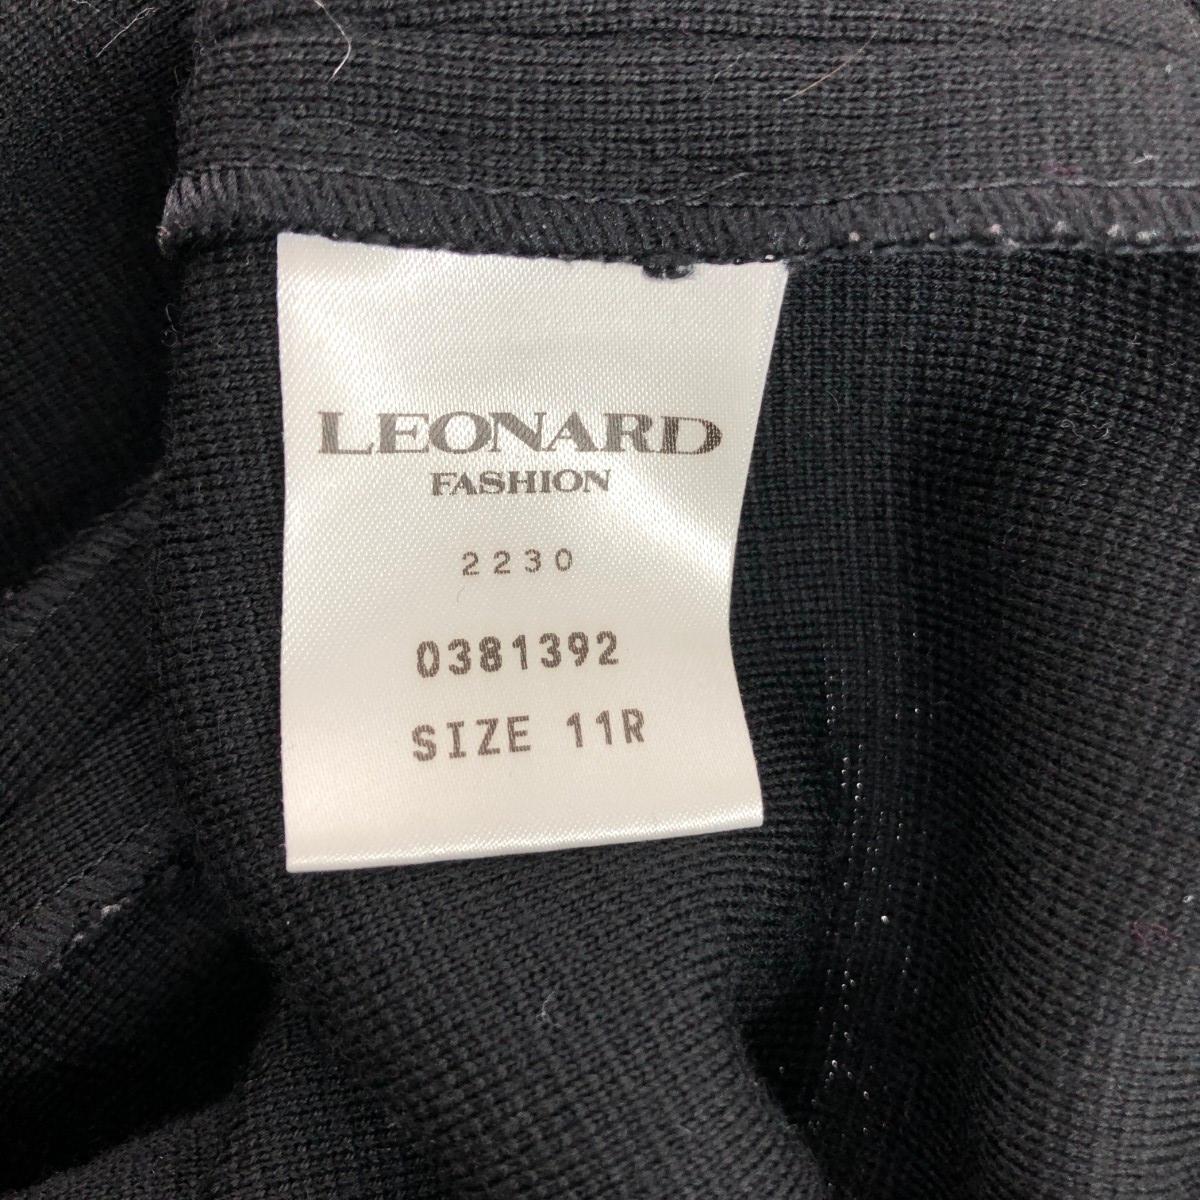 LEONARD
FASHION
2230
0381392
SIZE 11R